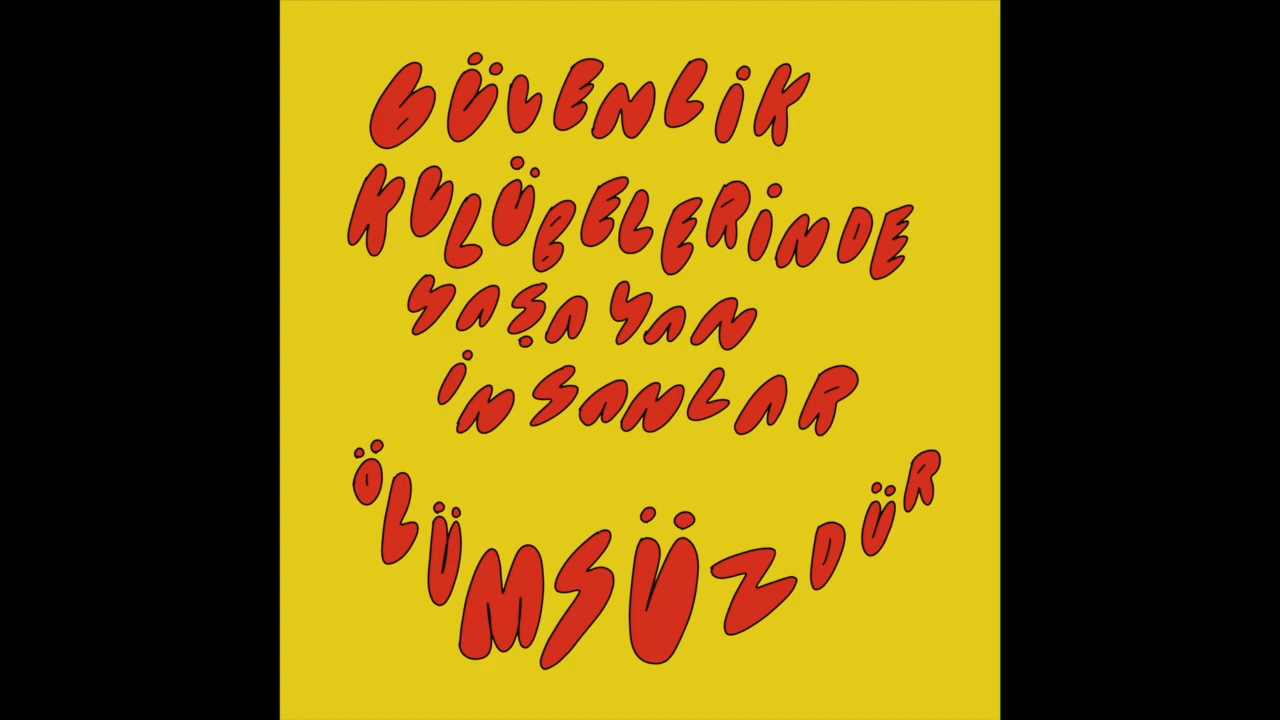 GÜVENLİK
KULÜBELERİNDE
YAŞAYAN
İNSANLAR
ÖLÜMSÜZDÜR